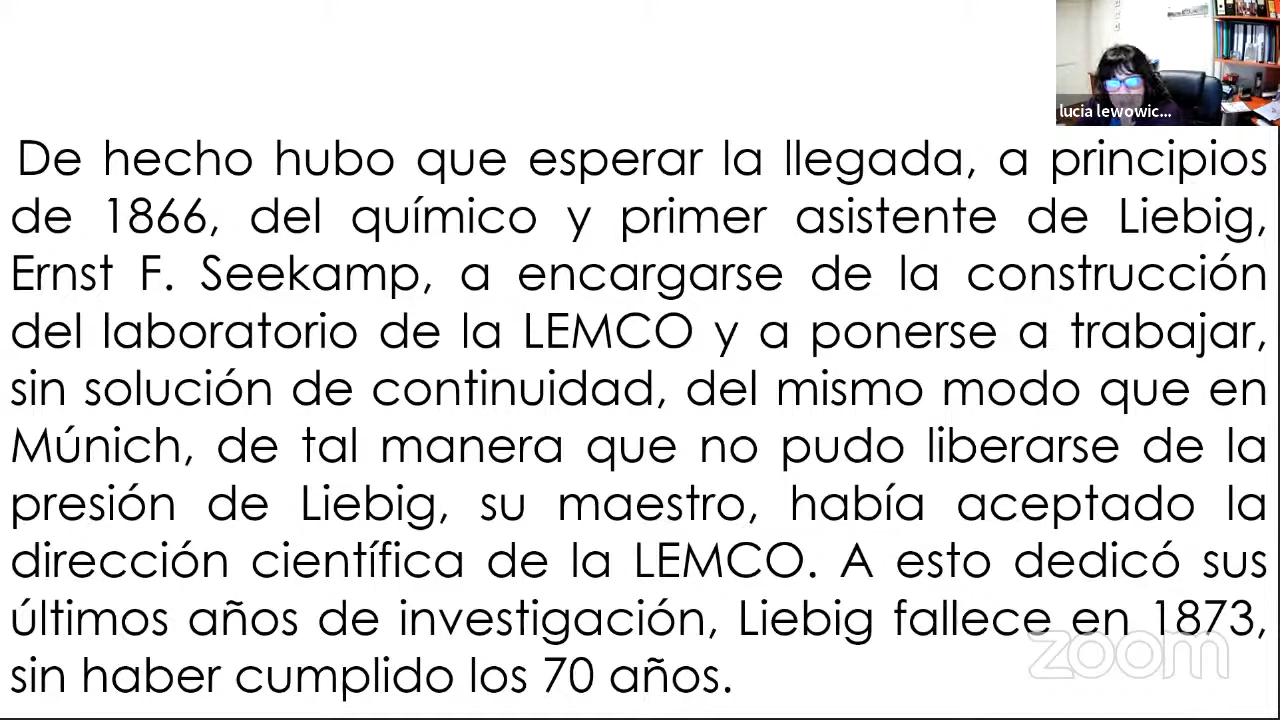 lucia lewowic...
De hecho hubo que esperar la llegada, a principios
de 1866, del químico y primer asistente de Liebig,
Ernst F. Seekamp, a encargarse de la construcción
del laboratorio de la LEMCO y a ponerse a trabajar,
sin solución de continuidad, del mismo modo que en
Múnich, de tal manera que no pudo liberarse de la
presión de Liebig, su maestro, había aceptado la
dirección científica de la LEMCO. A esto dedicó sus
últimos años de investigación, Liebig fallece en 1873,
sin haber cumplido los 70 años.
zoom